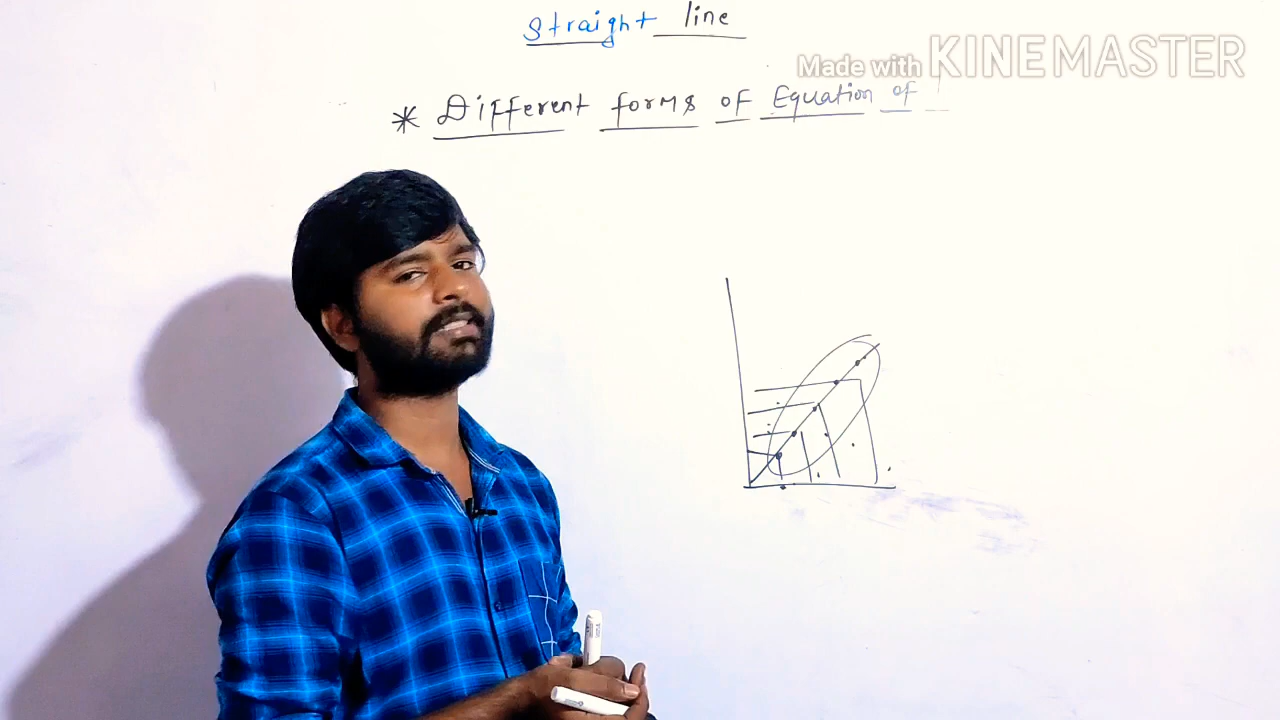 Straight line
Made with KINEMASTER
* Different forms of Equation of